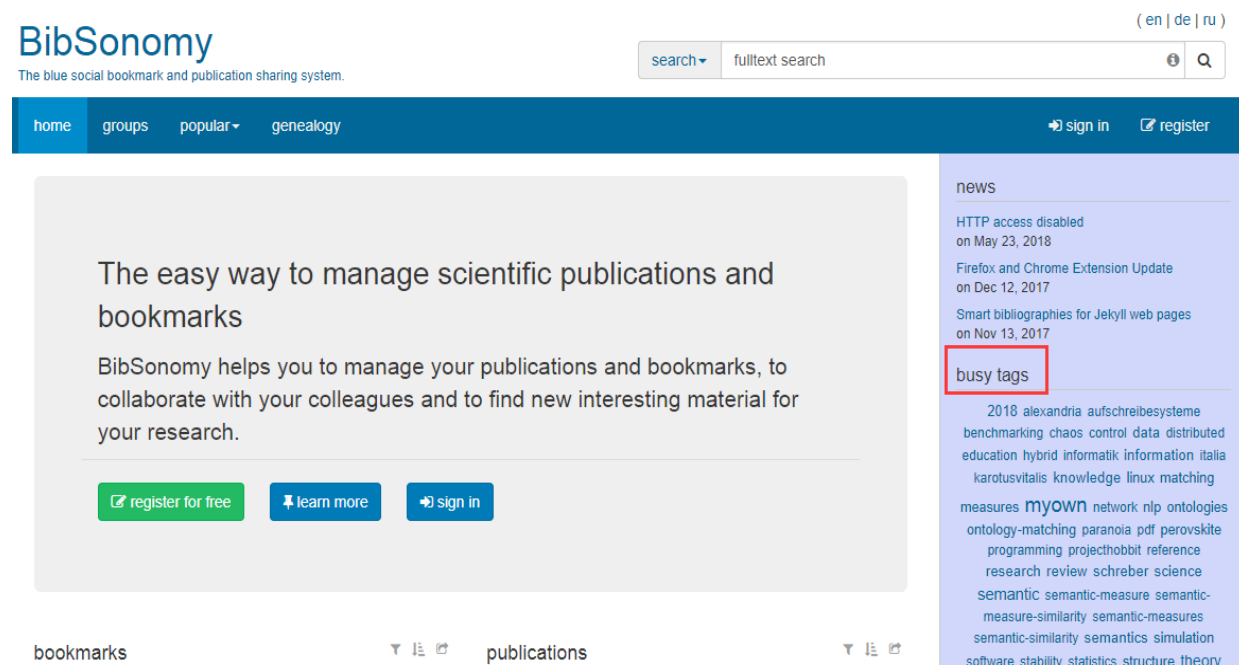 ( en | de | ru )
BibSonomy
The blue social bookmark and publication sharing system.
search fulltext search
home groups popular genealogy sign in register
The easy way to manage scientific publications and
bookmarks
BibSonomy helps you to manage your publications and bookmarks, to
collaborate with your colleagues and to find new interesting material for
your research.
register for free learn more sign in
bookmarks publications
news
HTTP access disabled
on May 23, 2018
Firefox and Chrome Extension Update
on Dec 12, 2017
Smart bibliographies for Jekyll web pages
on Nov 13, 2017
busy tags
2018 alexandria aufschreibesysteme
benchmarking chaos control data distributed
education hybrid informatik information italia
karotusvitalis knowledge linux matching
measures myown network nlp ontologies
ontology-matching paranoia pdf perovskite
programming projecthobbit reference
research review schreber science
semantic semantic-measure semantic-
measure-similarity semantic-measures
semantic-similarity semantics simulation
software stability statistics structure theory